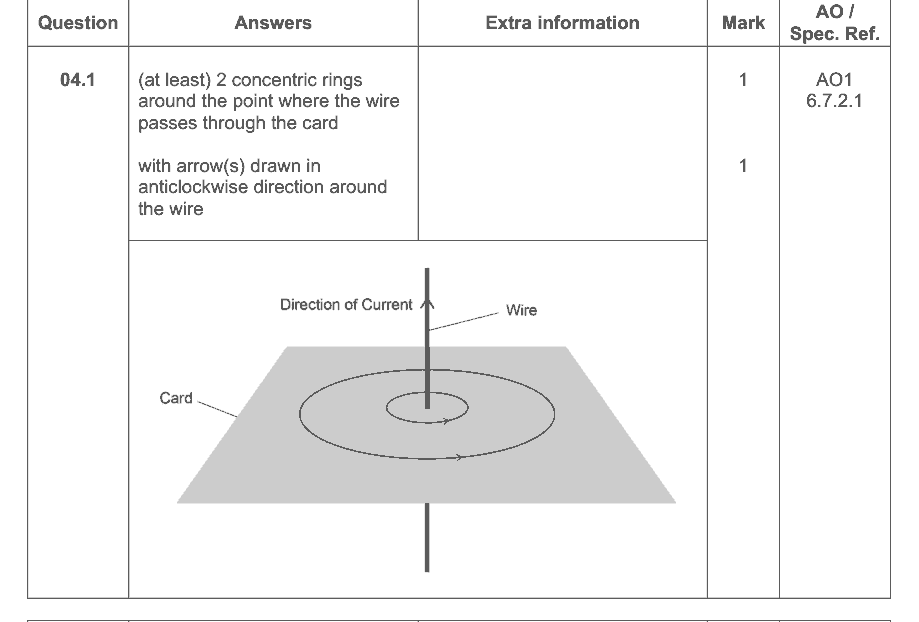 Question Answers Extra information Mark AO /
Spec. Ref.
04.1 (at least) 2 concentric rings 1 AO1
around the point where the wire 6.7.2.1
passes through the card
with arrow(s) drawn in 1
anticlockwise direction around
the wire
Direction of Current
Wire
Card